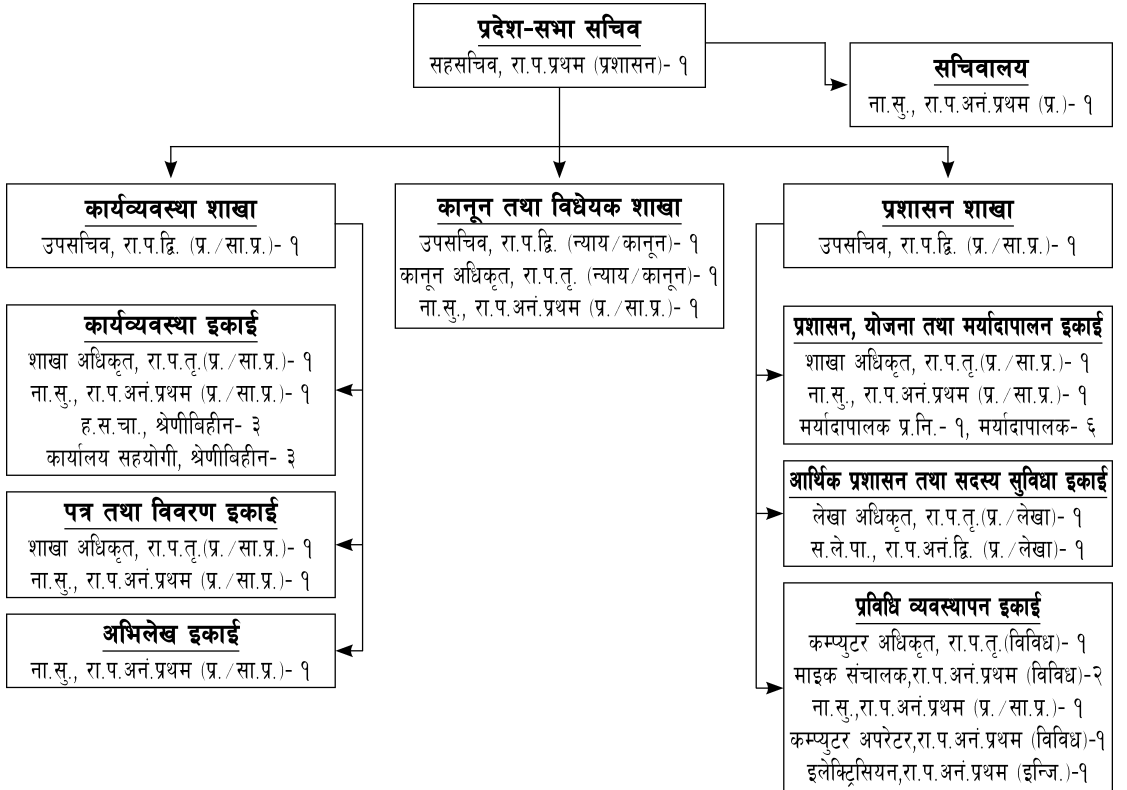 प्रदेश-सभा सचिव
सहसचिव, रा.प.प्रथम (प्रशासन)- १
सचिवालय
ना.सु., रा.प.अनं.प्रथम (प्र.)- १
कार्यव्यवस्था शाखा
उपसचिव, रा.प.द्वि. (प्र./सा.प्र.)- १
कार्यव्यवस्था इकाई
शाखा अधिकृत, रा.प.तृ.(प्र./सा.प्र.)- १
ना.सु., रा.प.अनं.प्रथम (प्र./सा.प्र.)- १
ह.स.चा., श्रेणीबिहीन- ३
कार्यालय सहयोगी, श्रेणीबिहीन- ३
पत्र तथा विवरण इकाई
शाखा अधिकृत, रा.प.तृ.(प्र./सा.प्र.)- १
ना.सु., रा.प.अनं.प्रथम (प्र./सा.प्र.)- १
अभिलेख इकाई
ना.सु., रा.प.अनं.प्रथम (प्र./सा.प्र.)- १
कानून तथा विधेयक शाखा
उपसचिव, रा.प.द्वि. (न्याय/कानून)- १
कानून अधिकृत, रा.प.तृ. (न्याय/कानून)- १
ना.सु., रा.प.अनं.प्रथम (प्र./सा.प्र.)- १
प्रशासन शाखा
उपसचिव, रा.प.द्वि. (प्र./सा.प्र.)- १
प्रशासन, योजना तथा मर्यादापालन इकाई
शाखा अधिकृत, रा.प.तृ.(प्र./सा.प्र.)- १
ना.सु., रा.प.अनं.प्रथम (प्र./सा.प्र.)- १
मर्यादापालक प्र.नि.- १, मर्यादापालक- ६
आर्थिक प्रशासन तथा सदस्य सुविधा इकाई
लेखा अधिकृत, रा.प.तृ.(प्र./लेखा)- १
स.ले.पा., रा.प.अनं.द्वि. (प्र./लेखा)- १
प्रविधि व्यवस्थापन इकाई
कम्प्युटर अधिकृत, रा.प.तृ.(विविध)- १
माइक संचालक,रा.प.अनं.प्रथम (विविध)-२
ना.सु.,रा.प.अनं.प्रथम (प्र./सा.प्र.)- १
कम्प्युटर अपरेटर,रा.प.अनं.प्रथम (विविध)-१
इलेक्ट्रिसियन,रा.प.अनं.प्रथम (इन्जि.)-१